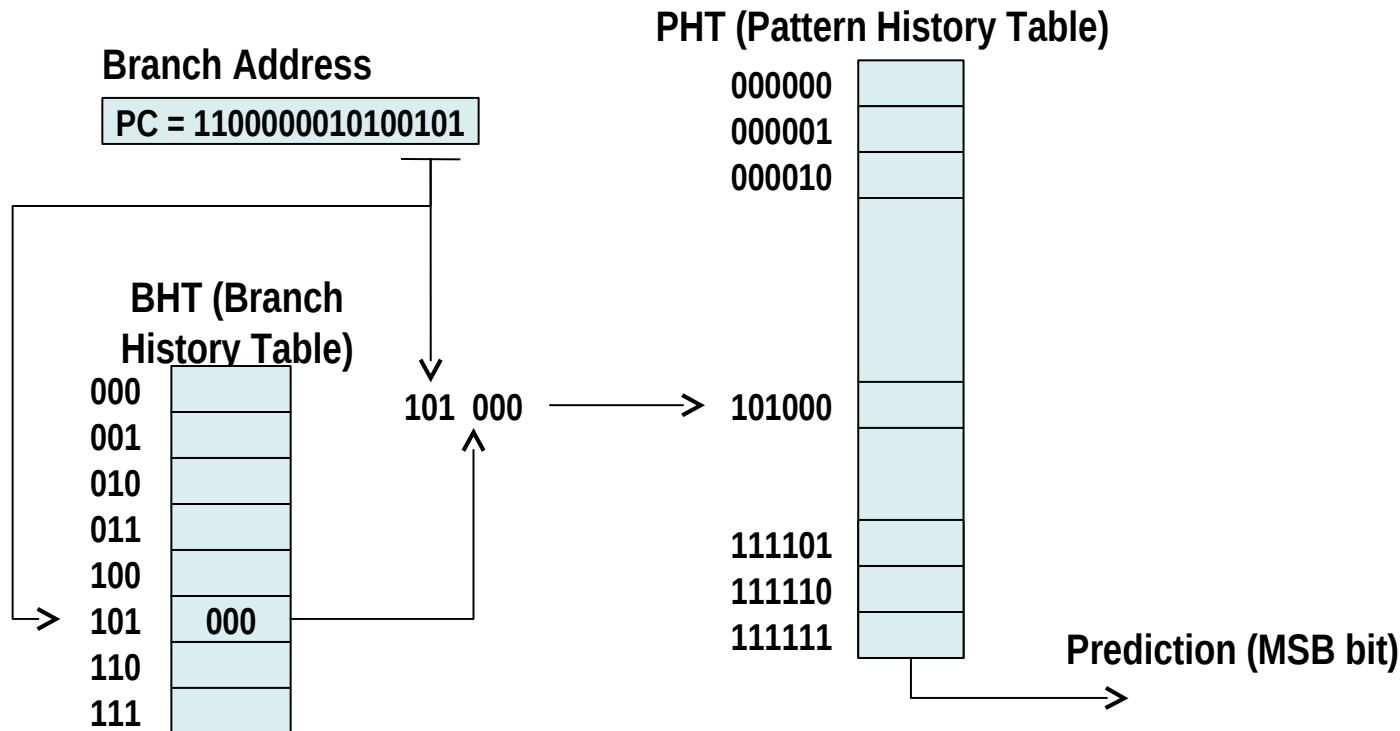 PHT (Pattern History Table)
Branch Address
PC = 1100000010100101
000000
000001
000010
BHT (Branch
History Table)
000
001
010
011
100
101 000
110
111
101 000
101000
111101
111110
111111
Prediction (MSB bit)